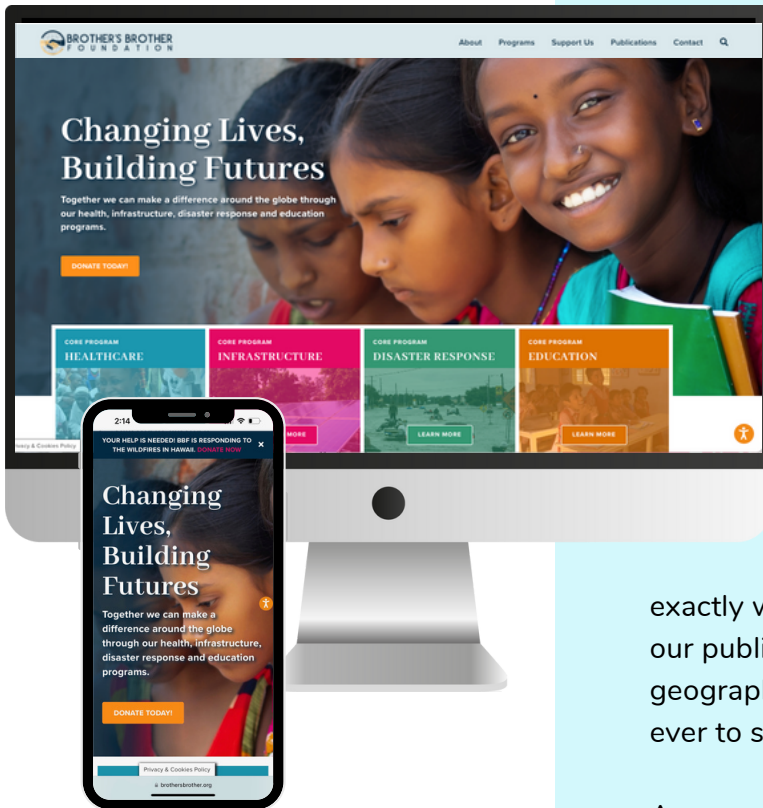 BROTHER'S BROTHER
FOUNDATION
About Programs Support Us Publications Contact
Changing Lives,
Building Futures
Together we can make a difference around the globe through
our health, infrastructure, disaster response and education
programs.
DONATE TODAY!
CORE PROGRAM
HEALTHCARE
CORE PROGRAM
INFRASTRUCTURE
MORE
CORE PROGRAM
DISASTER RESPONSE
LEARN MORE
CORE PROGRAM
EDUCATION
LEARN MORE
Privacy & Cookies Policy
2:14
YOUR HELP IS NEEDED! BBF IS RESPONDING TO
THE WILDFIRES IN HAWAII. DONATE NOW
Changing
Lives,
Building
Futures
Together we can make a
difference around the globe
through our health, infrastructure,
disaster response and education
programs.
DONATE TODAY!
Privacy & Cookies Policy
brothersbrother.org
exactly
our
ever to